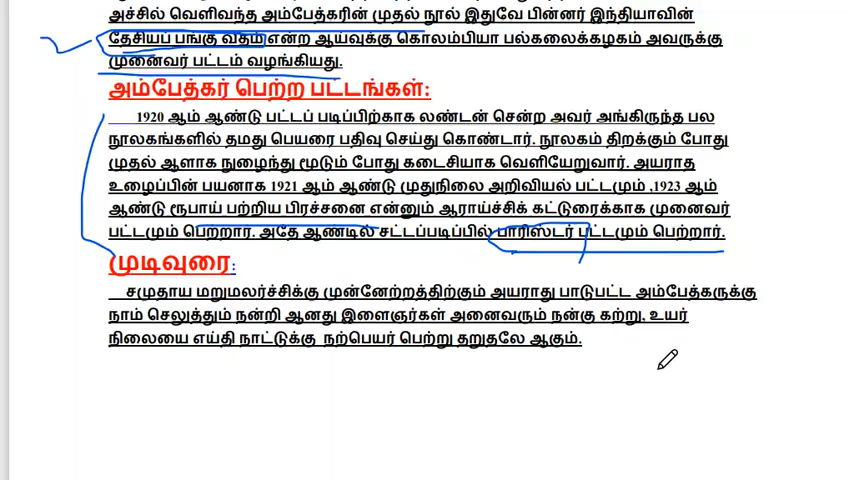 அச்சில் வெளிவந்த அம்பேத்கரின் முதல் நூல் இதுவே பின்னர் இந்தியாவின்
தேசியப் பங்கு வதம் என்ற ஆய்வுக்கு கொலம்பியா பல்கலைக்கழகம் அவருக்கு
முனைவர் பட்டம் வழங்கியது.
அம்பேத்கர் பெற்ற பட்டங்கள்:
1920 ஆம் ஆண்டு பட்டப் படிப்பிற்காக லண்டன் சென்ற அவர் அங்கிருந்த பல
நூலகங்களில் தமது பெயரை பதிவு செய்து கொண்டார். நூலகம் திறக்கும் போது
முதல் ஆளாக நுழைந்து மூடும் போது கடைசியாக வெளியேறுவார். அயராத
உழைப்பின் பயனாக 1921 ஆம் ஆண்டு முதுநிலை அறிவியல் பட்டமும் ,1923 ஆம்
ஆண்டு ரூபாய் பற்றிய பிரச்சனை என்னும் ஆராய்ச்சிக் கட்டுரைக்காக முனைவர்
பட்டமும் பெற்றார். அதே ஆண்டில் சட்டப்படிப்பில் பாரிஸ்டர் பட்டமும் பெற்றார்.
முடிவுரை:
சமுதாய மறுமலர்ச்சிக்கு முன்னேற்றத்திற்கும் அயராது பாடுபட்ட அம்பேத்கருக்கு
நாம் செலுத்தும் நன்றி ஆனது இளைஞர்கள் அனைவரும் நன்கு கற்று, உயர்
நிலையை எய்தி நாட்டுக்கு நற்பெயர் பெற்று தறுதலே ஆகும்.